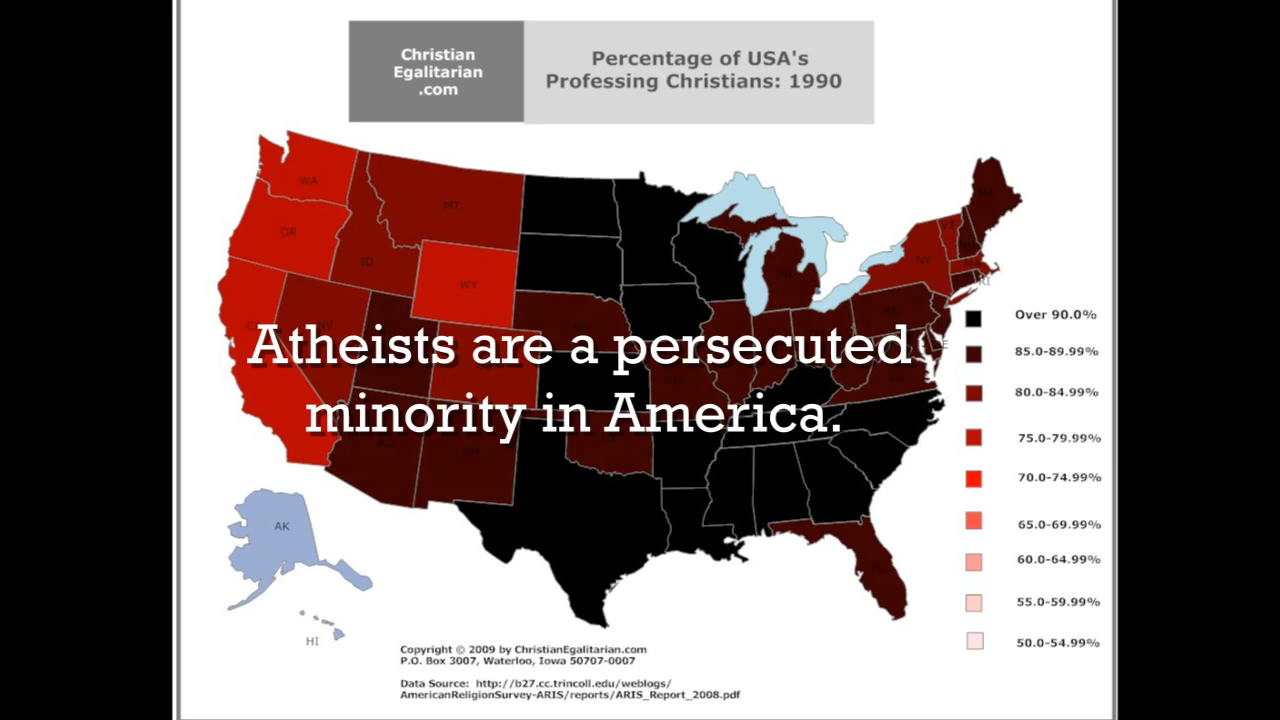 Christian
Egalitarian
.com
Percentage of USA's
Professing Christians: 1990
WA
MT
OR
ID
WY
NY
RI
E
Atheists are a persecuted
minority in America.
AK
HI
Over 90.0%
85.0-89.99%
80.0-84.99%
75.0-79.99%
70.0-74.99%
65.0-69.99%
60.0-64.99%
55.0-59.99%
50.0-54.99%
Copyright © 2009 by ChristianEgalitarian.com
P.O. Box 3007, Waterloo, Iowa 50707-0007
Data Source: http://b27.cc.trincoll.edu/weblogs/
AmericanReligionSurvey-ARIS/reports/ARIS_Report_2008.pdf